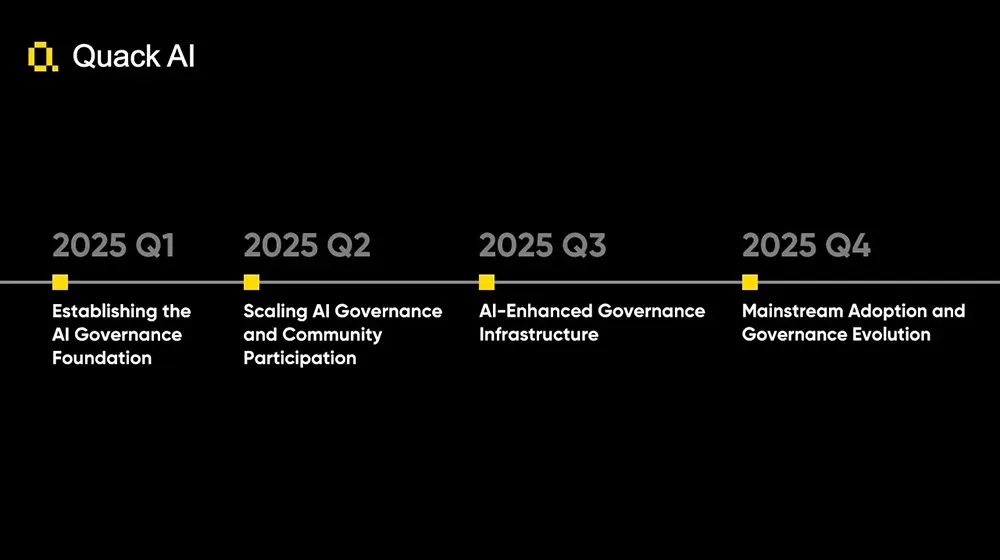 Quack AI
2025 Q1
Establishing the
AI Governance
Foundation
2025 Q2
Scaling AI Governance
and Community
Participation
2025 Q3
AI-Enhanced Governance
Infrastructure
2025 Q4
Mainstream Adoption and
Governance Evolution